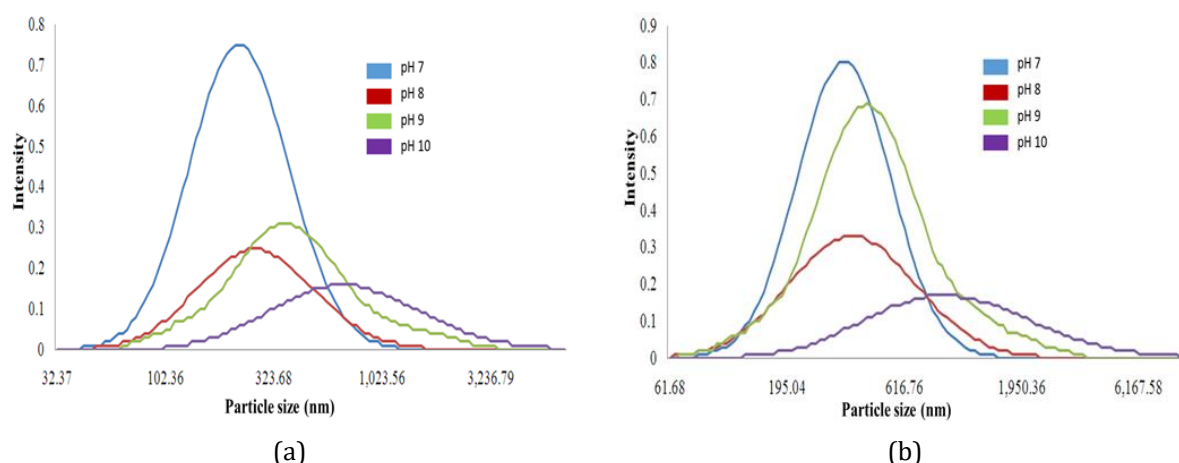 0.8
0.7
0.6
0.5
0.4
0.3
0.2
0.1
0
Intensity
pH 7
pH 8
pH 9
pH 10
32.37 102.36 323.68 1,023.56 3,236.79
Particle size (nm)
(a)
0.9
0.8
0.7
0.6
0.5
0.4
0.3
0.2
0.1
0
Intensity
pH 7
pH 8
pH 9
pH 10
61.68 195.04 616.76 1,950.36 6,167.58
Particle size (nm)
(b)